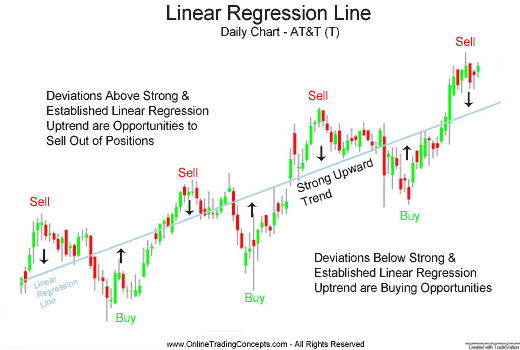 Linear Regression Line
Daily Chart - AT&T (T)
Sell
Deviations Above Strong &
Established Linear Regression
Uptrend are Opportunities to
Sell Out of Positions
Sell
Sell
Sell
Strong Upward
Trend
Buy
Buy
Buy
Linear
Regression
Line
Deviations Below Strong &
Established Linear Regression
Uptrend are Buying Opportunities
www.OnlineTradingConcepts.com - All Rights Reserved
Created with TradeStation